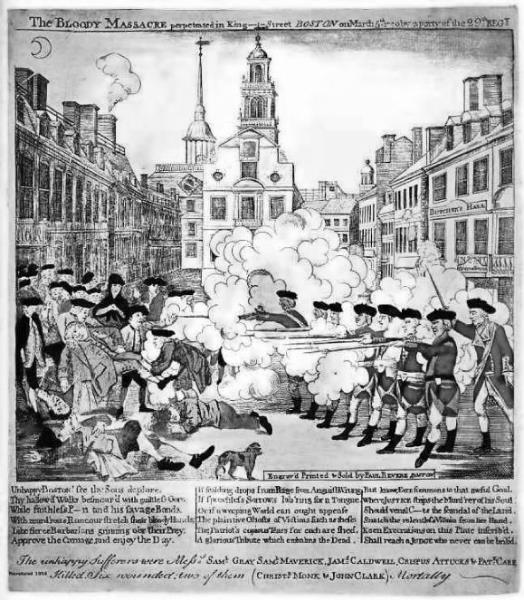 The BLOODY MASSACRE perpetrated in King Street BOSTON on March 5th 1770 by a party of the 29th REGT
BUTCHER'S HALL
Engrav'd Printed & Sold by PAUL REVERE BOSTON
Unhappy BOSTON! see thy Sons deplore,
Thy hallow'd Walks besmear'd with guiltless Gore.
While faithless P—n and his savage Bands,
With murd'rous Rancour stretch their bloody Hands;
Like fierce Barbarians grinning o'er their Prey,
Approve the Carnage, and enjoy the Day.
If scalding drops from Rage from Anguish Wrung
If speechless Sorrows lab'ring for a Tongue,
Or if a weeping World can ought appease
The plaintive Ghosts of Victims such as these;
The Patriot's copious Tears for each are shed,
A glorious Tribute which embalms the Dead.
But know, FATE summons to that awful Goal,
Where JUSTICE strips the Murd'rer of his Soul:
Should venal C—ts the scandal of the Land,
Snatch the relentless Villain from her Hand,
Keen Execrations on this Plate inscrib'd,
Shall reach a JUDGE who never can be brib'd.
The unhappy Sufferers were Messrs SAML GRAY, SAML MAVERICK, JAMS CALDWELL, CRISPUS ATTUCKS & PATK CARR
Killed. Six wounded; two of them (CHRISTR MONK & JOHN CLARK) Mortally